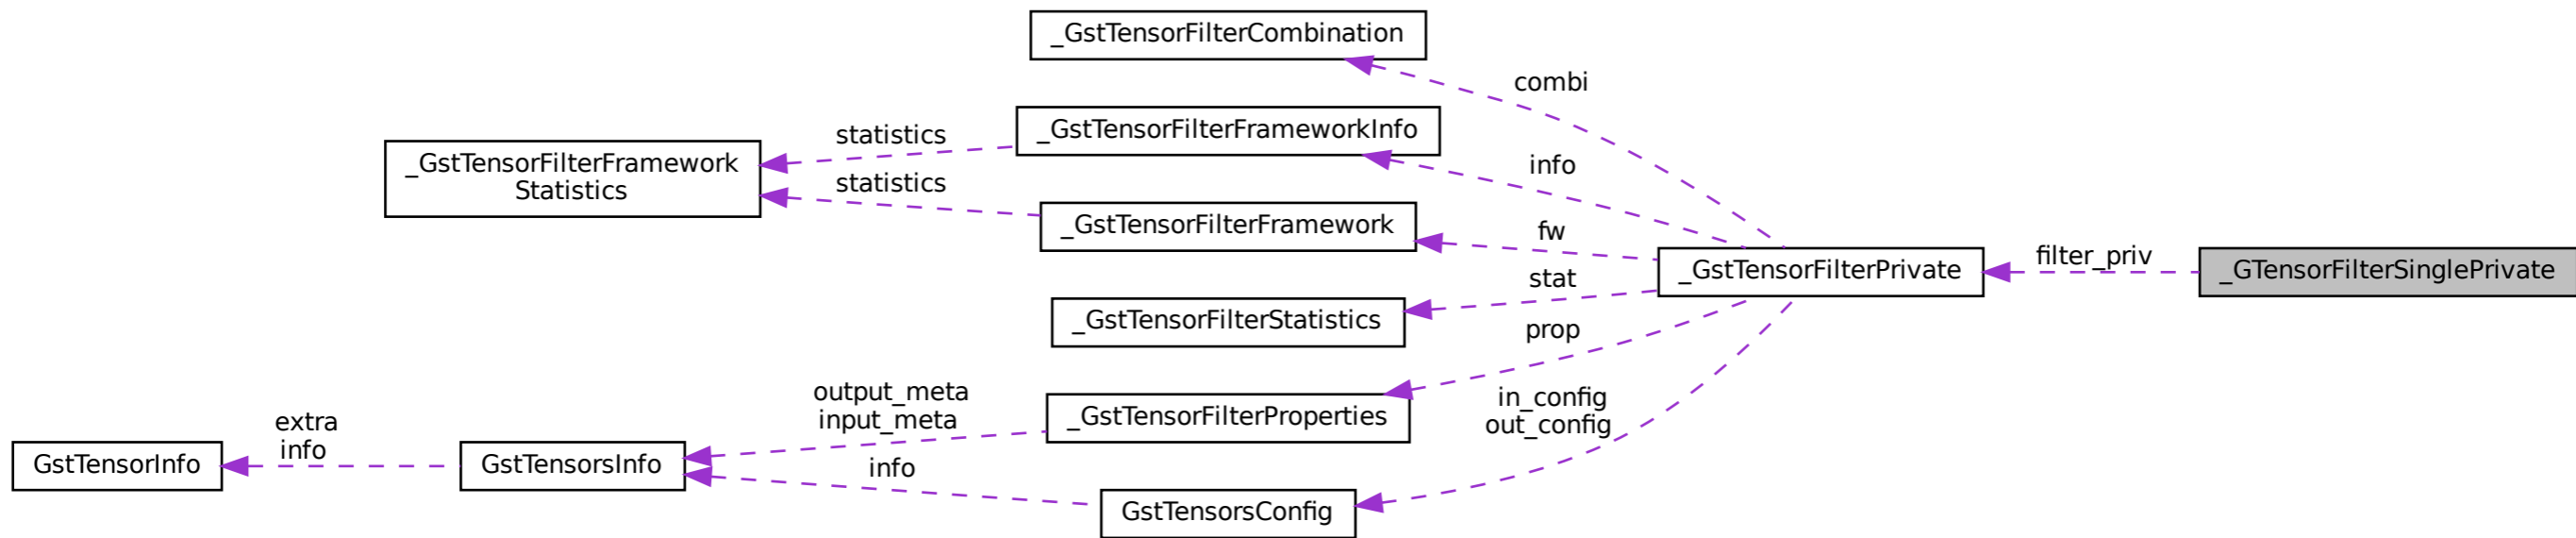 _GstTensorFilterCombination
combi
_GstTensorFilterFrameworkInfo
statistics
_GstTensorFilterFramework
Statistics
info
statistics
_GstTensorFilterFramework
fw
_GstTensorFilterPrivate
filter_priv
_GTensorFilterSinglePrivate
stat
_GstTensorFilterStatistics
prop
output_meta
input_meta
_GstTensorFilterProperties
in_config
out_config
extra
info
GstTensorInfo
GstTensorsInfo
info
GstTensorsConfig